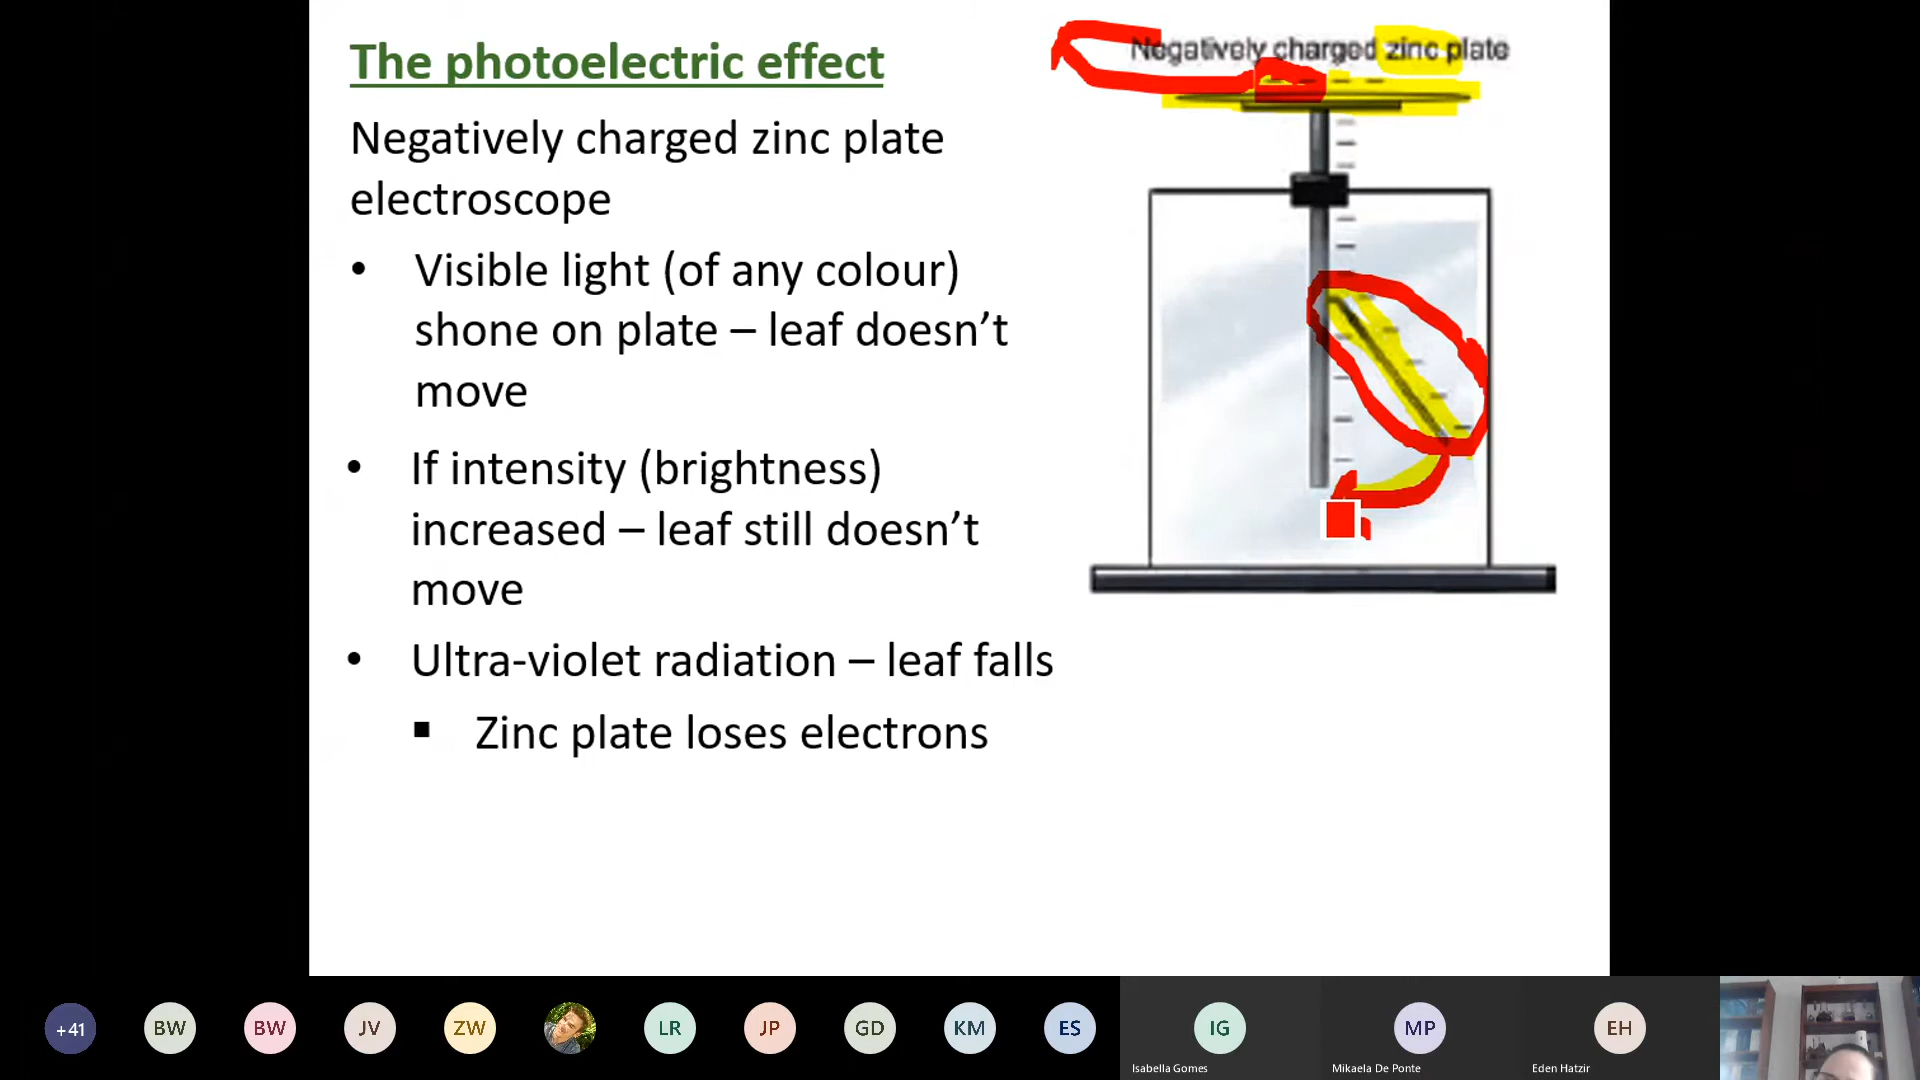 The photoelectric effect
Negatively charged zinc plate
Negatively charged zinc plate
electroscope
• Visible light (of any colour)
shone on plate – leaf doesn’t
move
• If intensity (brightness)
increased – leaf still doesn’t
move
• Ultra-violet radiation – leaf falls
▪ Zinc plate loses electrons
+41
BW
BW
JV
ZW
LR
JP
GD
KM
ES
IG
MP
EH
Isabella Gomes
Mikaela De Ponte
Eden Hatzir